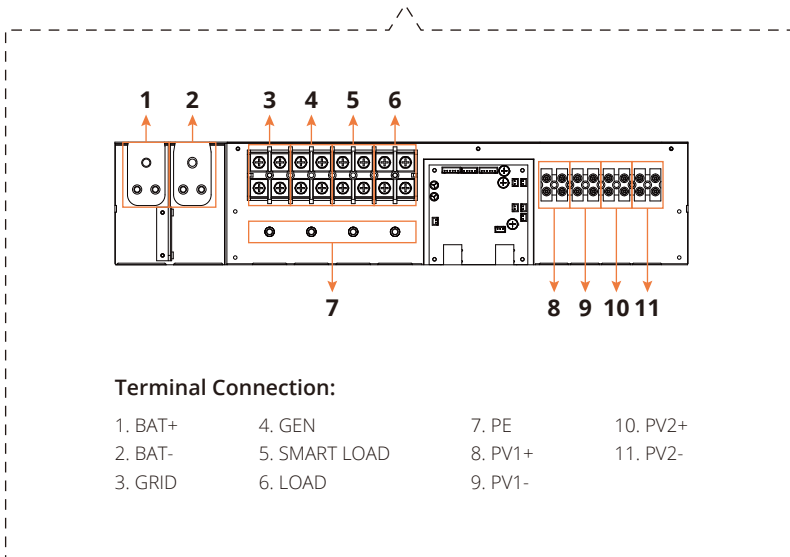 1 2 3 4 5 6
7
8 9 10 11
Terminal Connection:
1. BAT+ 4. GEN 7. PE 10. PV2+
2. BAT- 5. SMART LOAD 8. PV1+ 11. PV2-
3. GRID 6. LOAD 9. PV1-